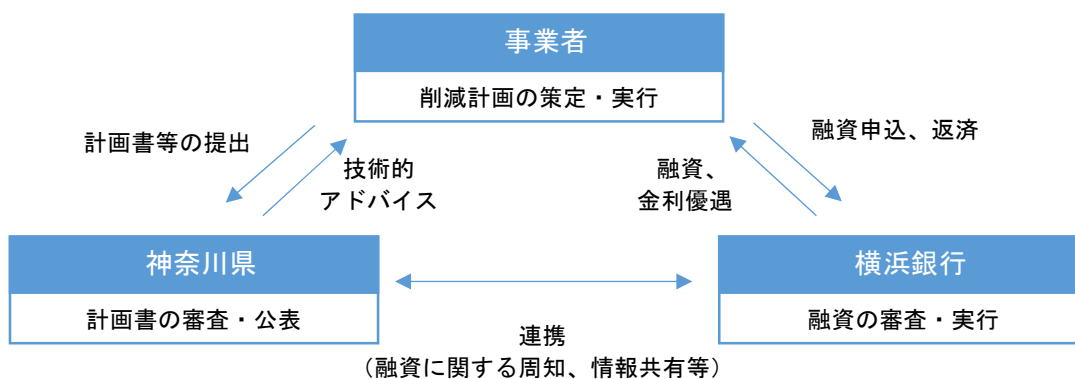 事業者
削減計画の策定・実行
計画書等の提出
技術的
アドバイス
融資、
金利優遇
融資申込、返済
神奈川県
計画書の審査・公表
横浜銀行
融資の審査・実行
連携
（融資に関する周知、情報共有等）